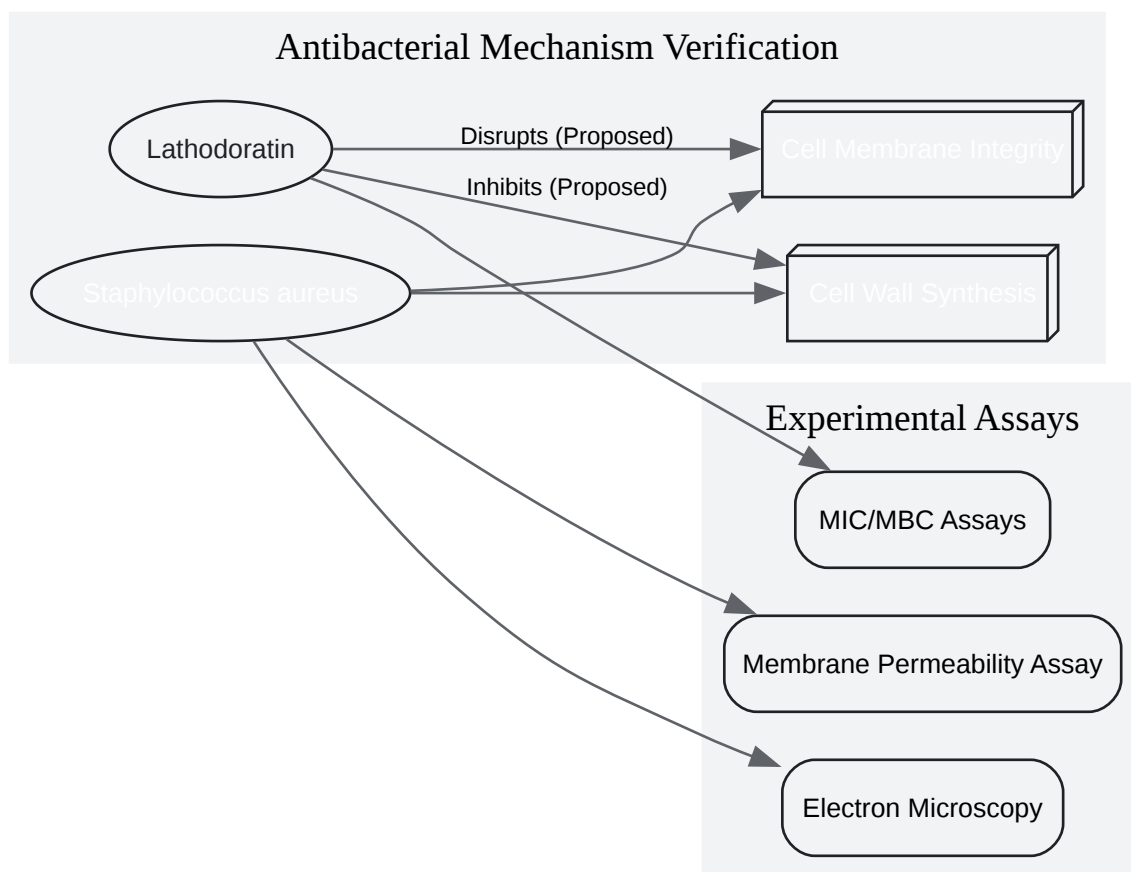 Antibacterial Mechanism Verification
Lathodoratin
Disrupts (Proposed)
Cell Membrane Integrity
Inhibits (Proposed)
Staphylococcus aureus
Cell Wall Synthesis
Experimental Assays
MIC/MBC Assays
Membrane Permeability Assay
Electron Microscopy